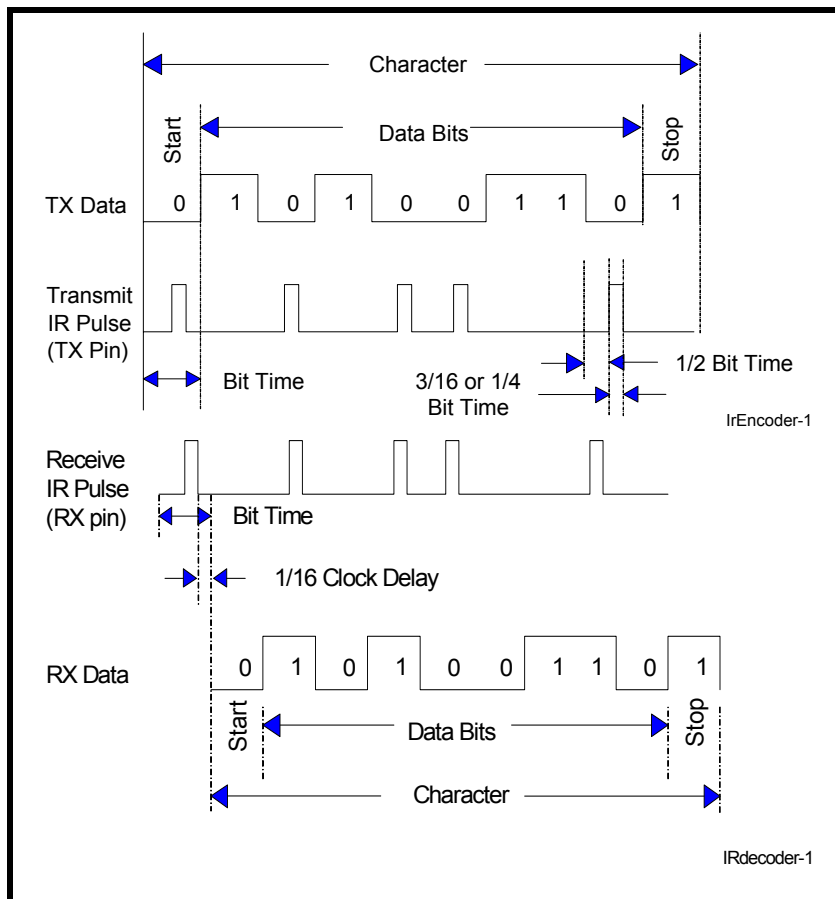 Character
Start
Data Bits
Stop
TX Data
0 1 0 1 0 0 1 1 0 1
Transmit
IR Pulse
(TX Pin)
Bit Time
1/2 Bit Time
3/16 or 1/4
Bit Time
IrEncoder-1
Receive
IR Pulse
(RX pin)
Bit Time
1/16 Clock Delay
RX Data
0 1 0 1 0 0 1 1 0 1
Start
Data Bits
Stop
Character
IRdecoder-1